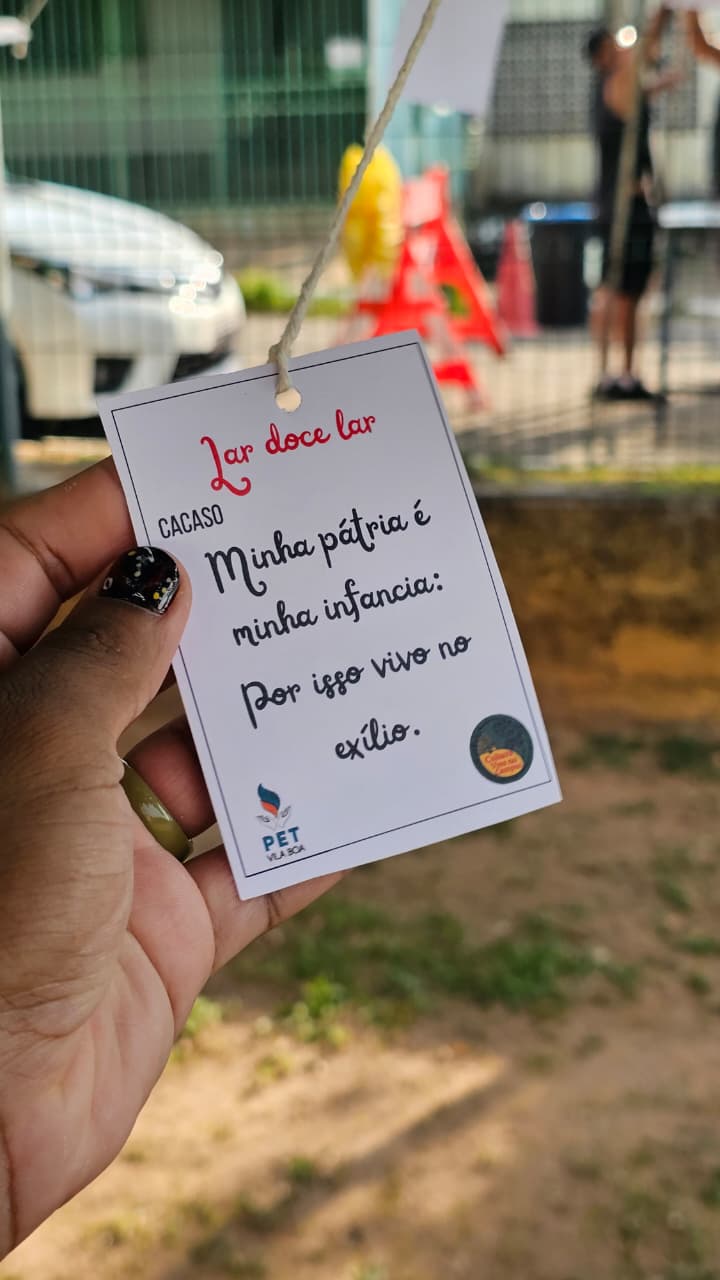 Lar doce lar
CACASO
Minha pátria é
minha infancia:
Por isso vivo no
exílio.
PET
VILA BOA